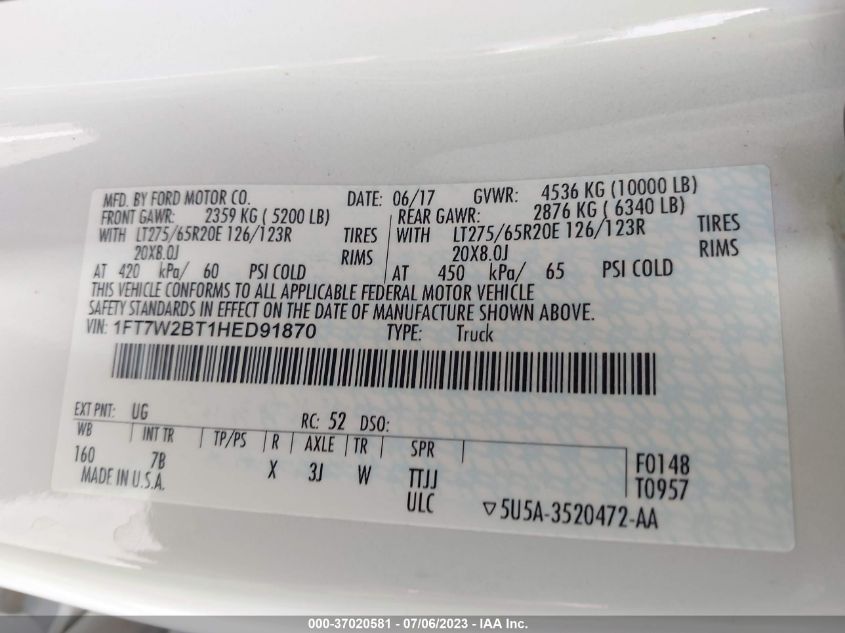 MFD. BY FORD MOTOR CO. DATE: 06/17 GVWR: 4536 KG (10000 LB)
FRONT GAWR: 2359 KG ( 5200 LB) REAR GAWR: 2876 KG ( 6340 LB)
WITH LT275/65R20E 126/123R TIRES WITH LT275/65R20E 126/123R TIRES
20X8.0J RIMS 20X8.0J RIMS
AT 420 kPa/ 60 PSI COLD AT 450 kPa/ 65 PSI COLD
THIS VEHICLE CONFORMS TO ALL APPLICABLE FEDERAL MOTOR VEHICLE
SAFETY STANDARDS IN EFFECT ON THE DATE OF MANUFACTURE SHOWN ABOVE.
VIN: 1FT7W2BT1HED91870 TYPE: Truck
EXT PNT: UG RC: 52 DSO:
WB INT TR TP/PS R AXLE TR SPR
160 7B X 3J W TTJJ F0148
MADE IN U.S.A. ULC T0957
▽5U5A-3520472-AA
000-37020581 - 07/06/2023 - IAA Inc.